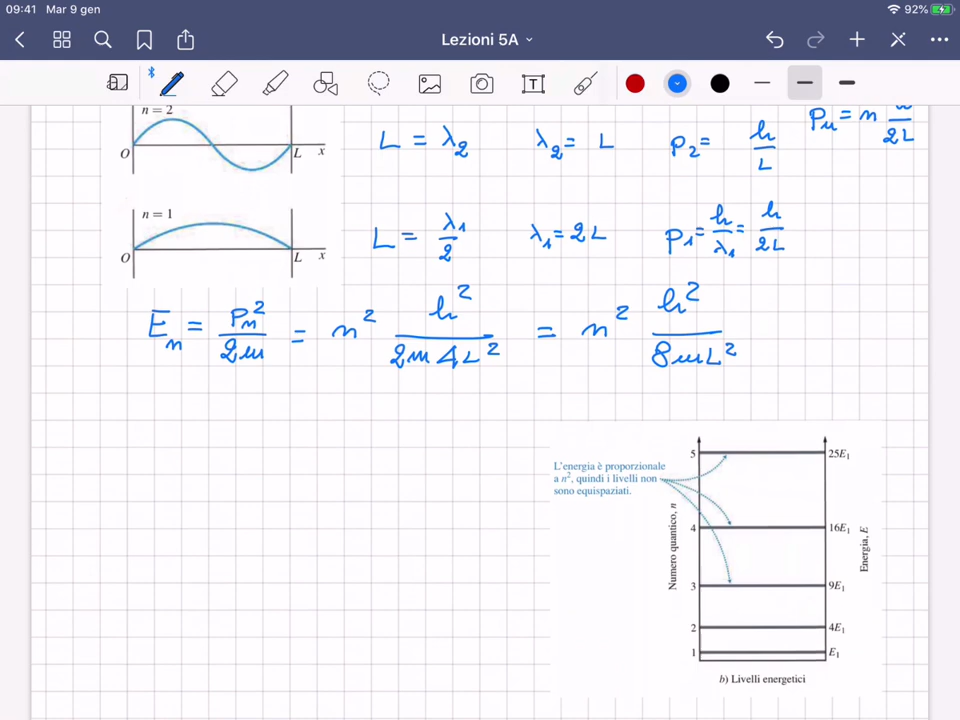 09:41 Mar 9 gen
92%
Lezioni 5A
T
n = 2
O
L
x
L = λ₂
λ₂ = L
p₂ = h/L
pₙ = n h/2L
n = 1
O
L
x
L = λ₁/2
λ₁ = 2L
p₁ = h/λ₁ = h/2L
Eₙ = pₙ²/2m = n² h²/2m 4L² = n² h²/8mL²
L'energia è proporzionale
a n², quindi i livelli non
sono equispaziati.
Numero quantico, n
5
4
3
2
1
25E₁
16E₁
9E₁
4E₁
E₁
Energia, E
b) Livelli energetici